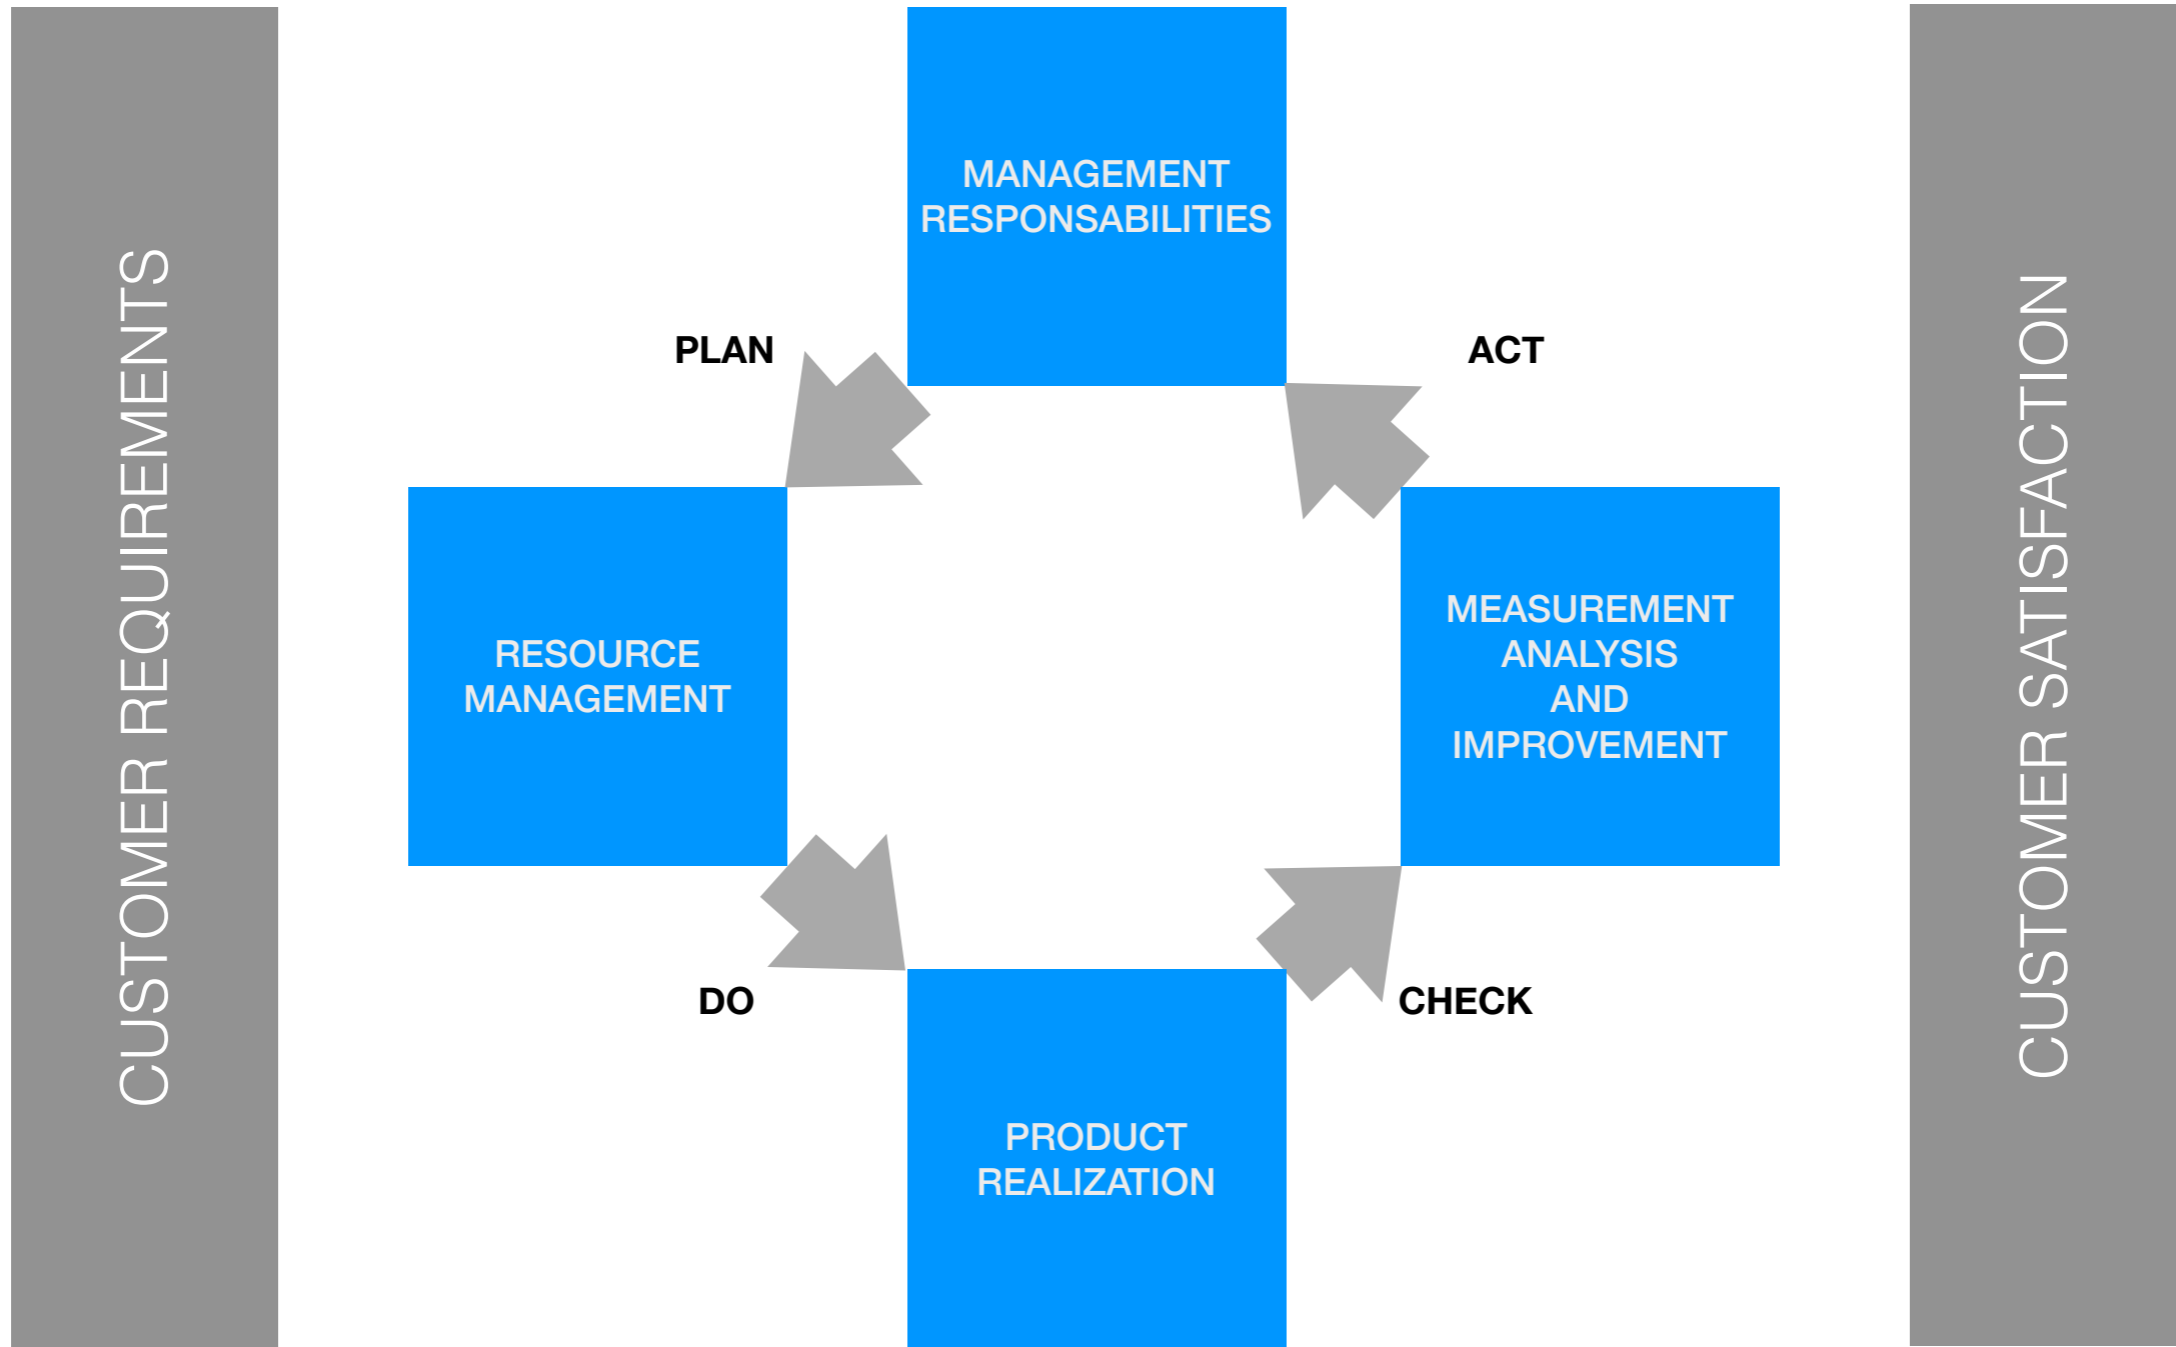 CUSTOMER REQUIREMENTS
MANAGEMENT
RESPONSABILITIES
PLAN
ACT
RESOURCE
MANAGEMENT
MEASUREMENT
ANALYSIS
AND
IMPROVEMENT
DO
CHECK
PRODUCT
REALIZATION
CUSTOMER SATISFACTION